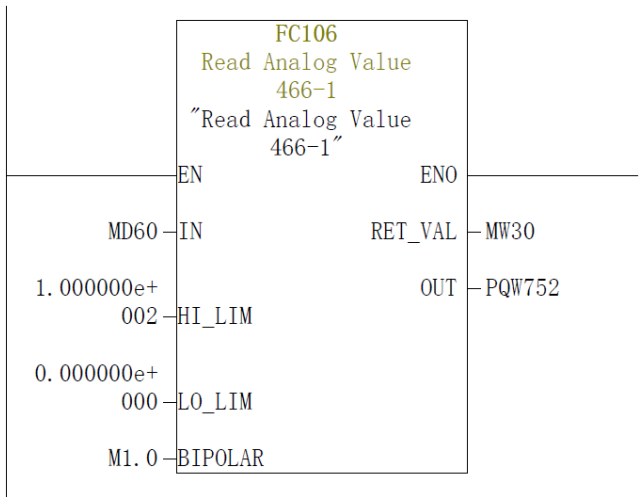 FC106
Read Analog Value
466-1
"Read Analog Value
466-1"
EN ENO
MD60 IN RET_VAL MW30
1.000000e+ OUT PQW752
002 HI_LIM
0.000000e+
000 LO_LIM
M1.0 BIPOLAR